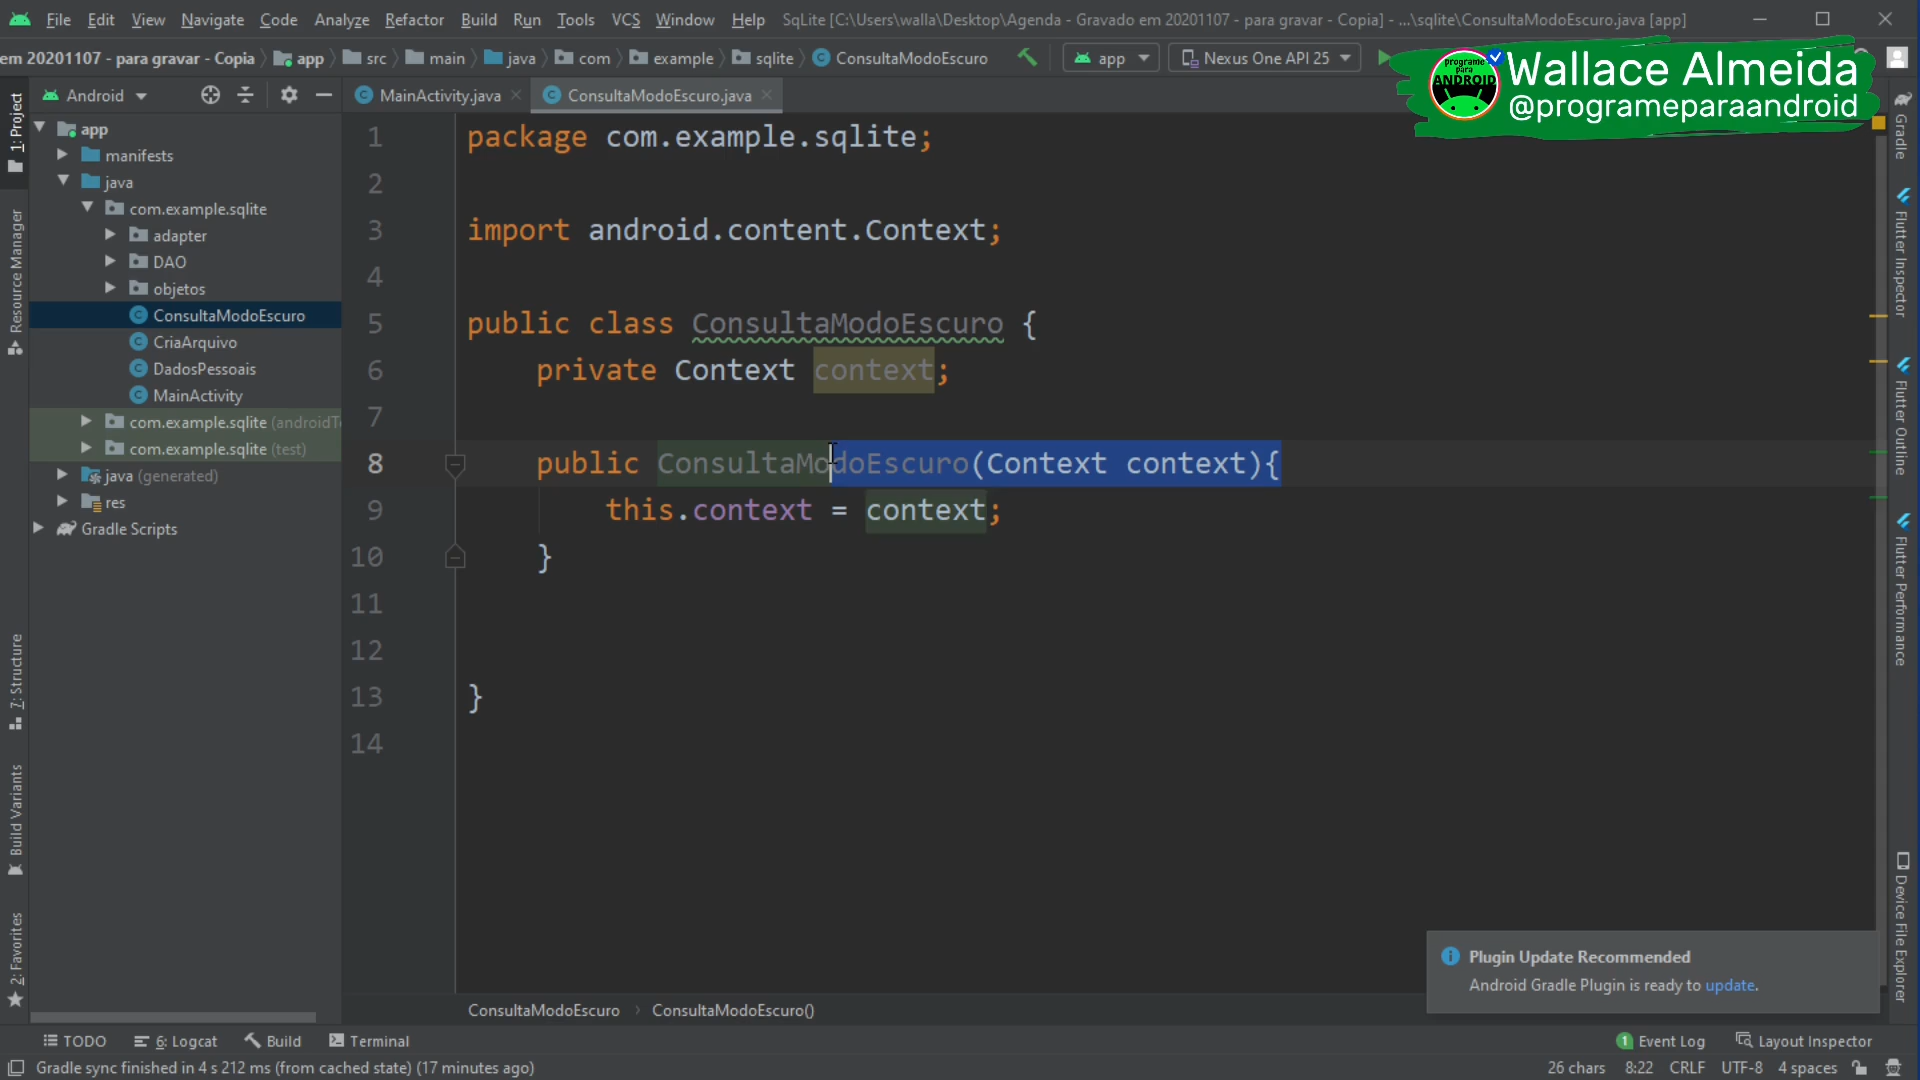 File Edit View Navigate Code Analyze Refactor Build Run Tools VCS Window Help SqLite [C:\Users\walla\Desktop\Agenda - Gravado em 20201107 - para gravar - Copia] - ...\sqlite\ConsultaModoEscuro.java [app]
em 20201107 - para gravar - Copia app src main java com example sqlite ConsultaModoEscuro app Nexus One API 25
programe para ANDROID
Wallace Almeida
@programeparaandroid
Android
MainActivity.java ConsultaModoEscuro.java
app
manifests
java
com.example.sqlite
adapter
DAO
objetos
ConsultaModoEscuro
CriaArquivo
DadosPessoais
MainActivity
com.example.sqlite (androidTe
com.example.sqlite (test)
java (generated)
res
Gradle Scripts
1: Project
Resource Manager
7: Structure
Build Variants
2: Favorites
1 package com.example.sqlite;
2
3 import android.content.Context;
4
5 public class ConsultaModoEscuro {
6 private Context context;
7
8 public ConsultaModoEscuro(Context context){
9 this.context = context;
10 }
11
12
13 }
14
Gradle
Flutter Inspector
Flutter Outline
Flutter Performance
Device File Explorer
Plugin Update Recommended
Android Gradle Plugin is ready to update.
ConsultaModoEscuro ConsultaModoEscuro()
TODO 6: Logcat Build Terminal 1 Event Log Layout Inspector
Gradle sync finished in 4 s 212 ms (from cached state) (17 minutes ago) 26 chars 8:22 CRLF UTF-8 4 spaces